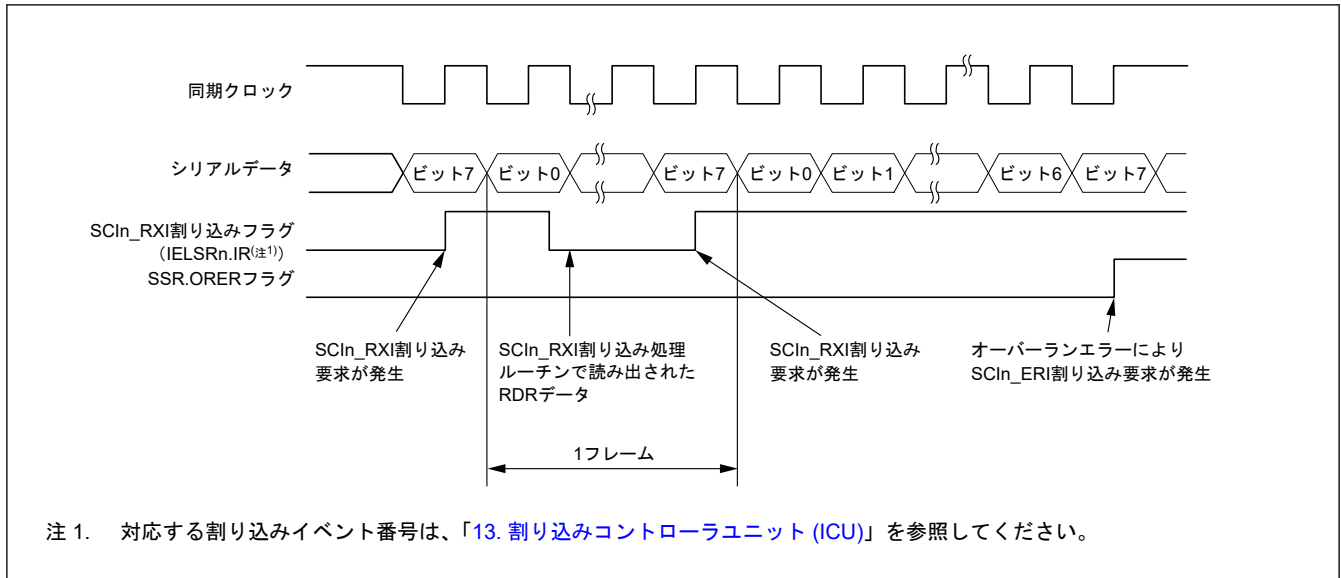 同期クロック
シリアルデータ
ビット7 ビット0 ビット7 ビット0 ビット1 ビット6 ビット7
SCIn_RXI割り込みフラグ
（IELSRn.IR(注1)）
SSR.ORERフラグ
SCIn_RXI割り込み
要求が発生
SCIn_RXI割り込み処理
ルーチンで読み出された
RDRデータ
SCIn_RXI割り込み
要求が発生
オーバーランエラーにより
SCIn_ERI割り込み要求が発生
1フレーム
注 1. 対応する割り込みイベント番号は、「13. 割り込みコントローラユニット (ICU)」を参照してください。